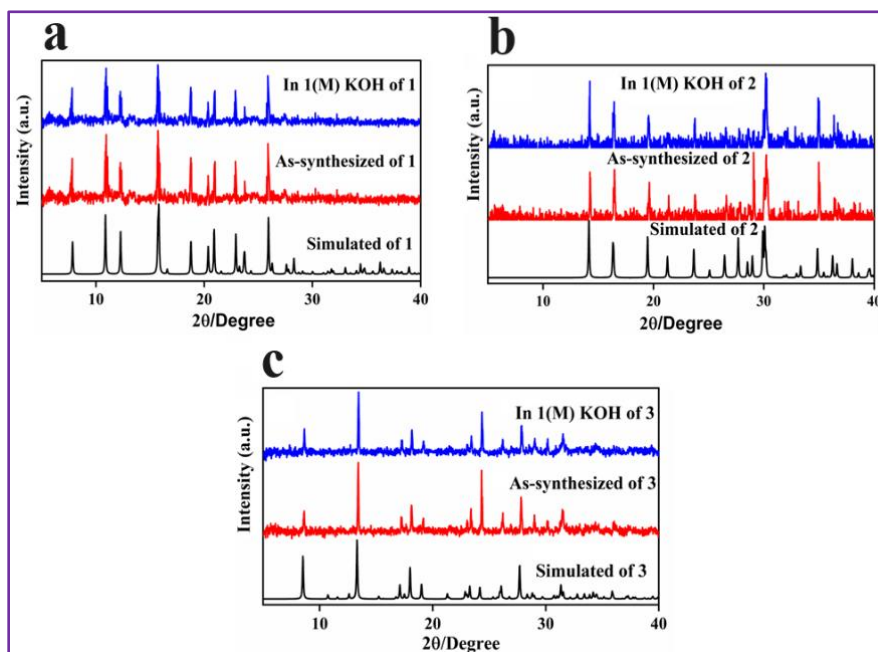 a
In 1(M) KOH of 1
As-synthesized of 1
Simulated of 1
Intensity (a.u.)
10 20 30 40
2θ/Degree
b
In 1(M) KOH of 2
As-synthesized of 2
Simulated of 2
Intensity (a.u.)
10 20 30 40
2θ/Degree
c
In 1(M) KOH of 3
As-synthesized of 3
Simulated of 3
Intensity (a.u.)
10 20 30 40
2θ/Degree